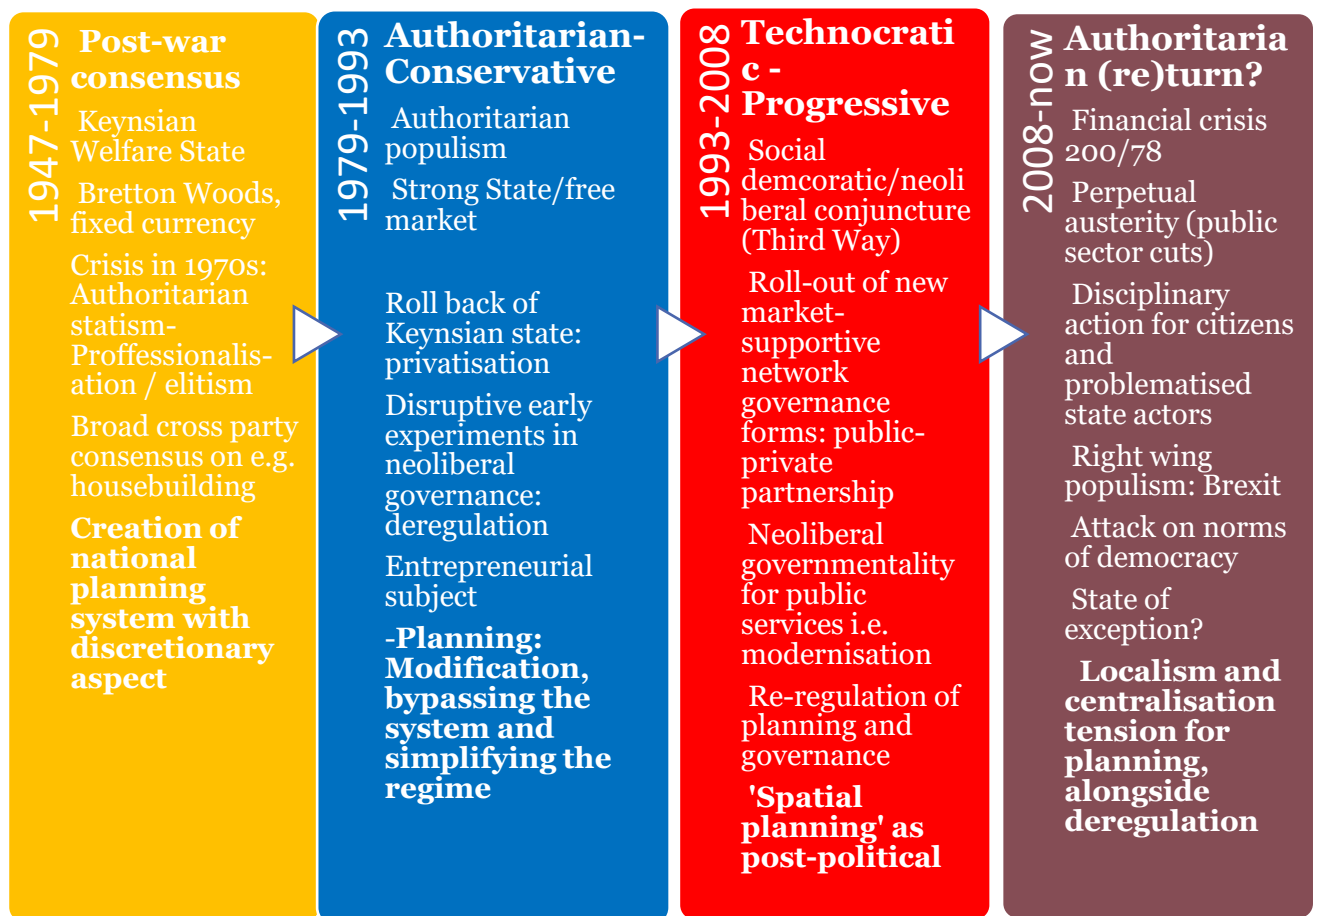 1947-1979
Post-war
consensus
Keynsian
Welfare State
Bretton Woods,
fixed currency
Crisis in 1970s:
Authoritarian
statism-
Proffessionalis-
ation / elitism
Broad cross party
consensus on e.g.
housebuilding
Creation of
national
planning
system with
discretionary
aspect
1979-1993
Authoritarian-
Conservative
Authoritarian
populism
Strong State/free
market
Roll back of
Keynsian state:
privatisation
Disruptive early
experiments in
neoliberal
governance:
deregulation
Entrepreneurial
subject
-Planning:
Modification,
bypassing the
system and
simplifying the
regime
1993-2008
Technocrati
c -
Progressive
Social
demcoratic/neoli
beral conjuncture
(Third Way)
Roll-out of new
market-
supportive
network
governance
forms: public-
private
partnership
Neoliberal
governmentality
for public
services i.e.
modernisation
Re-regulation of
planning and
governance
'Spatial
planning' as
post-political
2008-now
Authoritaria
n (re)turn?
Financial crisis
200/78
Perpetual
austerity (public
sector cuts)
Disciplinary
action for citizens
and
problematised
state actors
Right wing
populism: Brexit
Attack on norms
of democracy
State of
exception?
Localism and
centralisation
tension for
planning,
alongside
deregulation